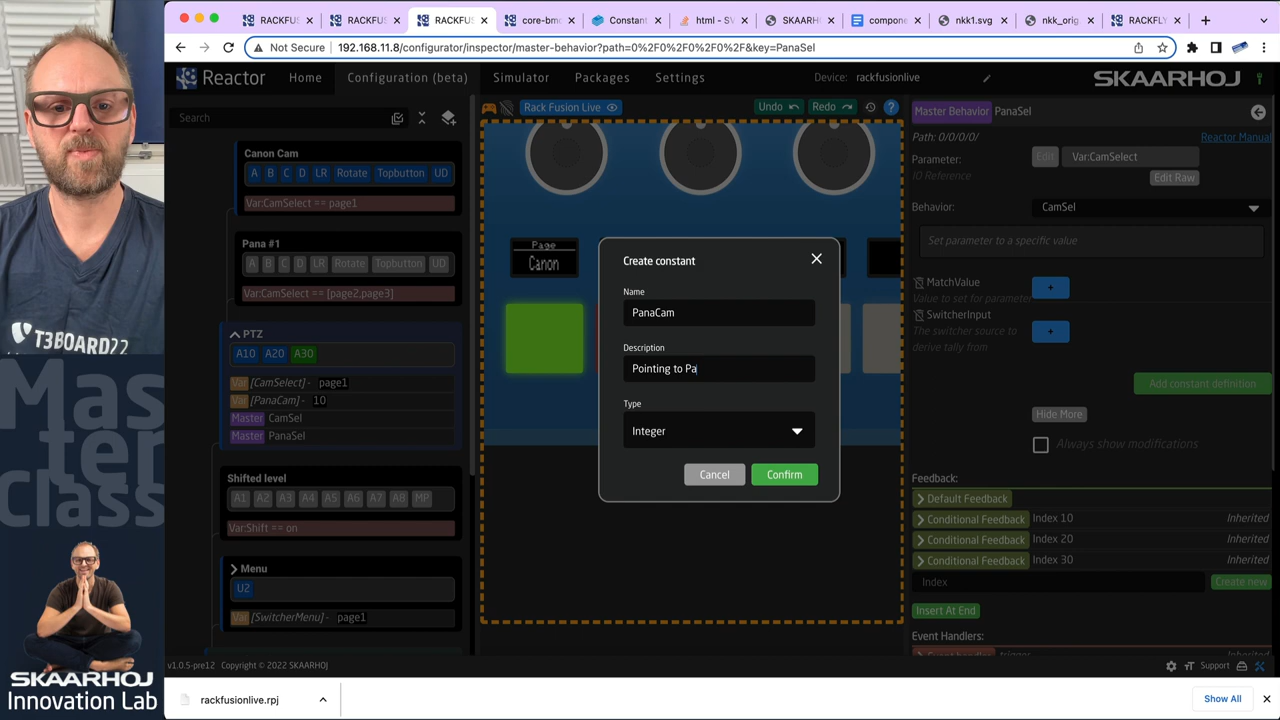 RACKFUS
RACKFUS
RACKFUS
core-bm
Constant
html - SV
SKAARH
compone
nkk1.svg
nkk_orig
RACKFLY
Not Secure
192.168.11.8/configurator/inspector/master-behavior?path=0%2F0%2F0%2F&key=PanaSel
Reactor
Home
Configuration (beta)
Simulator
Packages
Settings
Device: rackfusionlive
SKAARHOJ
Search
Canon Cam
A B C D LR Rotate Topbutton UD
Var:CamSelect == page1
Pana #1
A B C D LR Rotate Topbutton UD
Var:CamSelect == [page2,page3]
PTZ
A10 A20 A30
Var [CamSelect] - page1
Var [PanaCam] - 10
Master CamSel
Master PanaSel
Shifted level
A1 A2 A3 A4 A5 A6 A7 A8 MP
Var:Shift == on
Menu
U2
Var [SwitcherMenu] - page1
v1.0.5-pre12 Copyright © 2022 SKAARHOJ
Rack Fusion Live
Undo
Redo
?
Page
Canon
Create constant
Name
PanaCam
Description
Pointing to Pa
Type
Integer
Cancel
Confirm
Master Behavior PanaSel
Path: 0/0/0/0/
Reactor Manual
Parameter:
IO Reference
Edit
Var:CamSelect
Edit Raw
Behavior:
CamSel
Set parameter to a specific value
MatchValue
Value to set for parameter
+
SwitcherInput
The switcher source to
derive tally from
+
Add constant definition
Hide More
Always show modifications
Feedback:
Default Feedback
Conditional Feedback Index 10 Inherited
Conditional Feedback Index 20 Inherited
Conditional Feedback Index 30 Inherited
Index
Create new
Insert At End
Event Handlers:
Event handler trigger Inherited
Support
T3BOARD22
Master
Class
SKAARHOJ
Innovation Lab
rackfusionlive.rpj
Show All